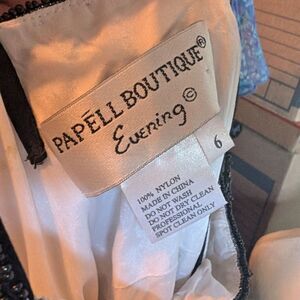 PAPELL BOUTIQUE®
Evening ©
6
100% NYLON
MADE IN CHINA
DO NOT WASH
DO NOT DRY CLEAN
PROFESSIONAL
SPOT CLEAN ONLY